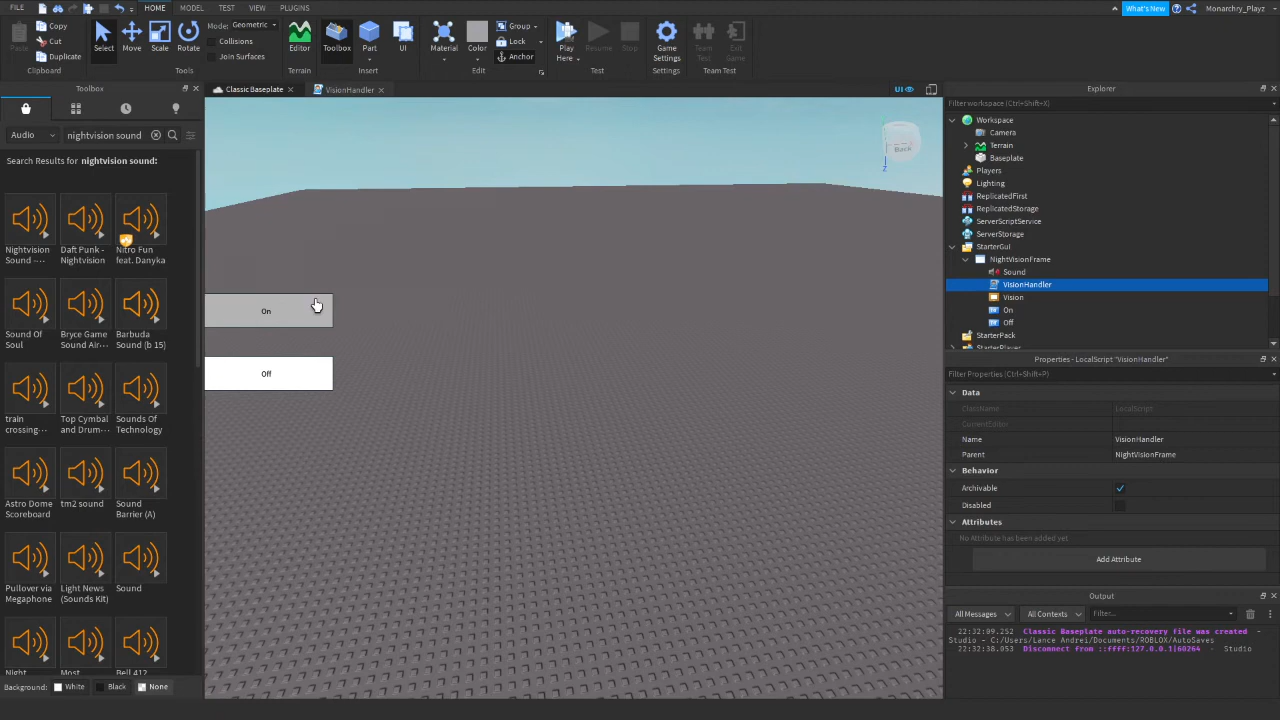 FILE HOME MODEL TEST VIEW PLUGINS What's New Monarchry_Playz
Copy Mode: Geometric Group
Cut Collisions Lock
Paste Duplicate Select Move Scale Rotate Join Surfaces Editor Toolbox Part UI Material Color Anchor Play Here Resume Stop Game Settings Team Test Exit Game
Clipboard Tools Terrain Insert Edit Test Settings Team Test
Toolbox
Classic Baseplate VisionHandler UI
Audio nightvision sound
Search Results for nightvision sound:
Nightvision Sound -–
Daft Punk - Nightvision
Nitro Fun feat. Danyka
Sound Of Soul
Bryce Game Sound Air--
Barbuda Sound (b 15)
train crossing--
Top Cymbal and Drum--
Sounds Of Technology
Astro Dome Scoreboard
tm2 sound
Sound Barrier (A)
Pullover via Megaphone
Light News (Sounds Kit)
Sound
Night
Most
Bell 412
Background: White Black None
On
Off
Back
Z
Explorer
Filter workspace (Ctrl+Shift+X)
Workspace
Camera
Terrain
Baseplate
Players
Lighting
ReplicatedFirst
ReplicatedStorage
ServerScriptService
ServerStorage
StarterGui
NightVisionFrame
Sound
VisionHandler
Vision
On
Off
StarterPack
StarterPlayer
Properties - LocalScript "VisionHandler"
Filter Properties (Ctrl+Shift+P)
Data
ClassName LocalScript
CurrentEditor
Name VisionHandler
Parent NightVisionFrame
Behavior
Archivable
Disabled
Attributes
No Attribute has been added yet
Add Attribute
Output
All Messages All Contexts Filter...
22:32:09.252 Classic Baseplate auto-recovery file was created -
Studio - C:/Users/Lance Andrei/Documents/ROBLOX/AutoSaves
22:32:38.053 Disconnect from ::ffff:127.0.0.1|60264 - Studio